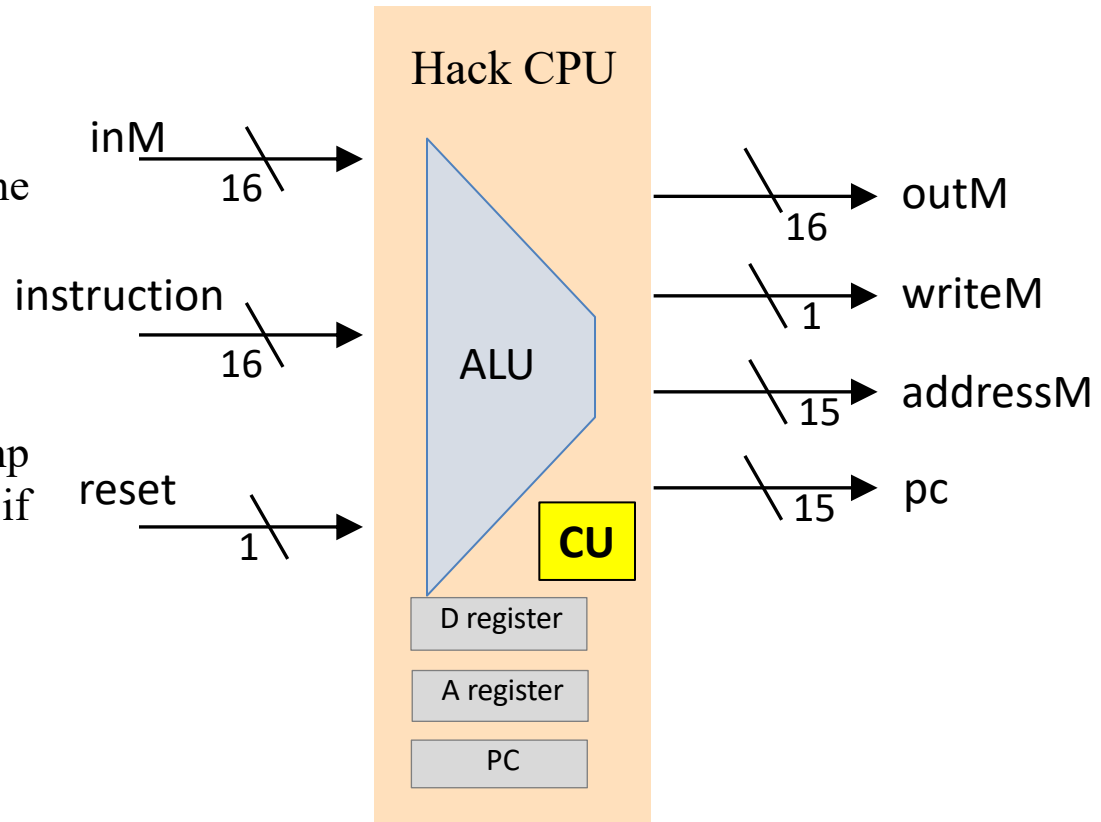 Hack CPU
inM
16
instruction
16
reset
1
if
ALU
CU
D register
A register
PC
outM
16
writeM
1
addressM
15
pc
15